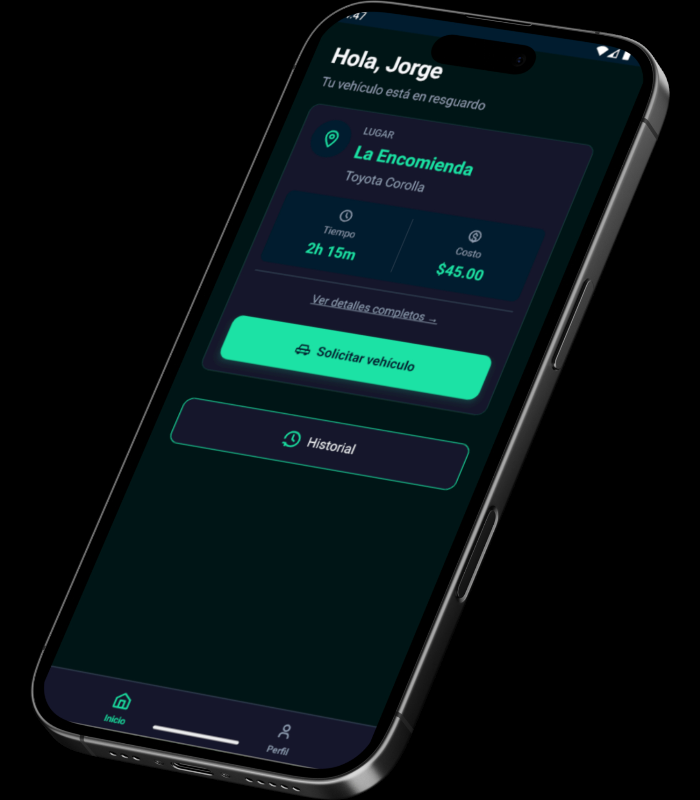 :47
Hola, Jorge
Tu vehículo está en resguardo
LUGAR
La Encomienda
Toyota Corolla
Tiempo
2h 15m
Costo
$45.00
Ver detalles completos →
Solicitar vehículo
Historial
Inicio
Perfil